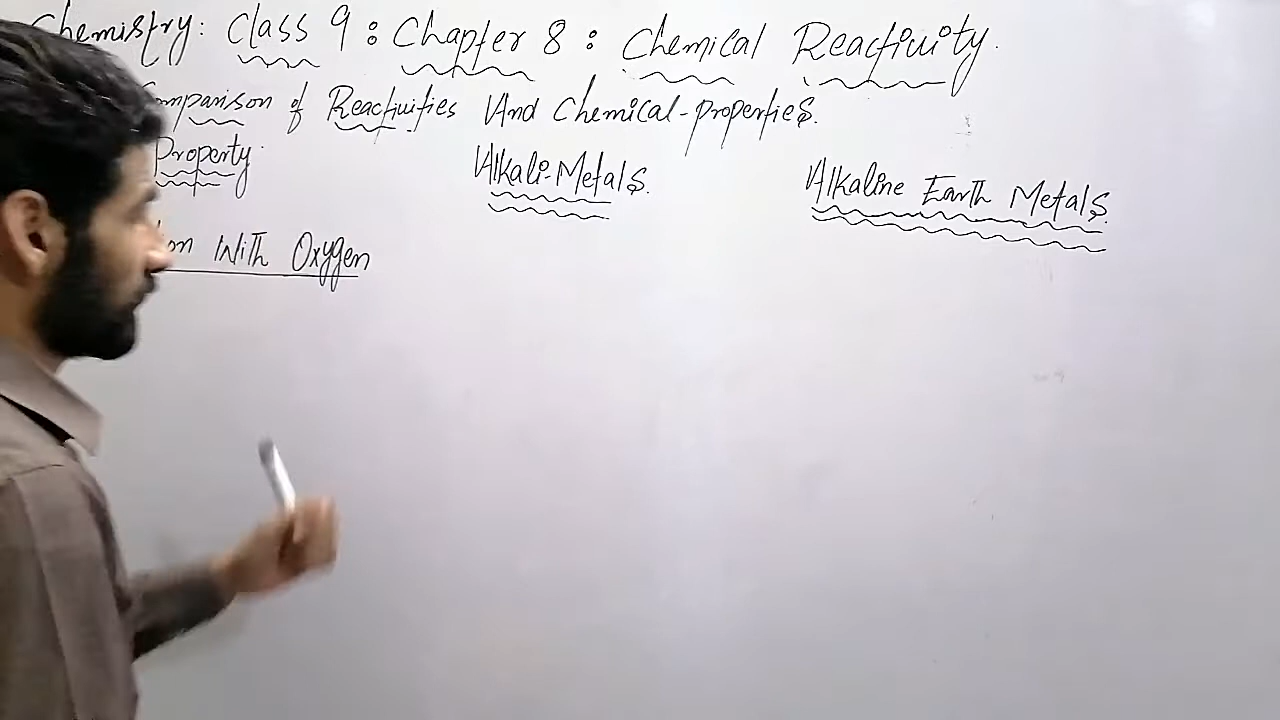 Chemistry: Class 9: Chapter 8: Chemical Reactivity.
Comparison of Reactivities And Chemical-properties.
Property Alkali-Metals. Alkaline Earth Metals.
With Oxygen